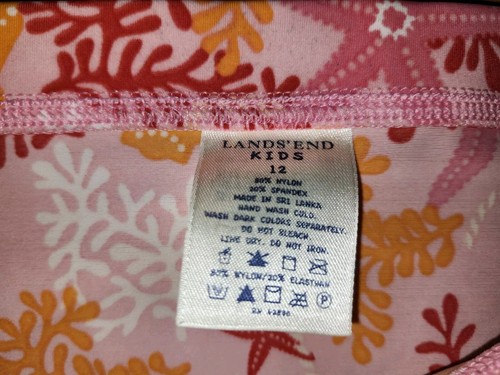 LANDS' END
KIDS
12
80% NYLON
20% SPANDEX
MADE IN SRI LANKA
HAND WASH COLD.
WASH DARK COLORS SEPARATELY.
DO NOT BLEACH.
LINE DRY. DO NOT IRON.
80% NYLON/20% ELASTHAN
P